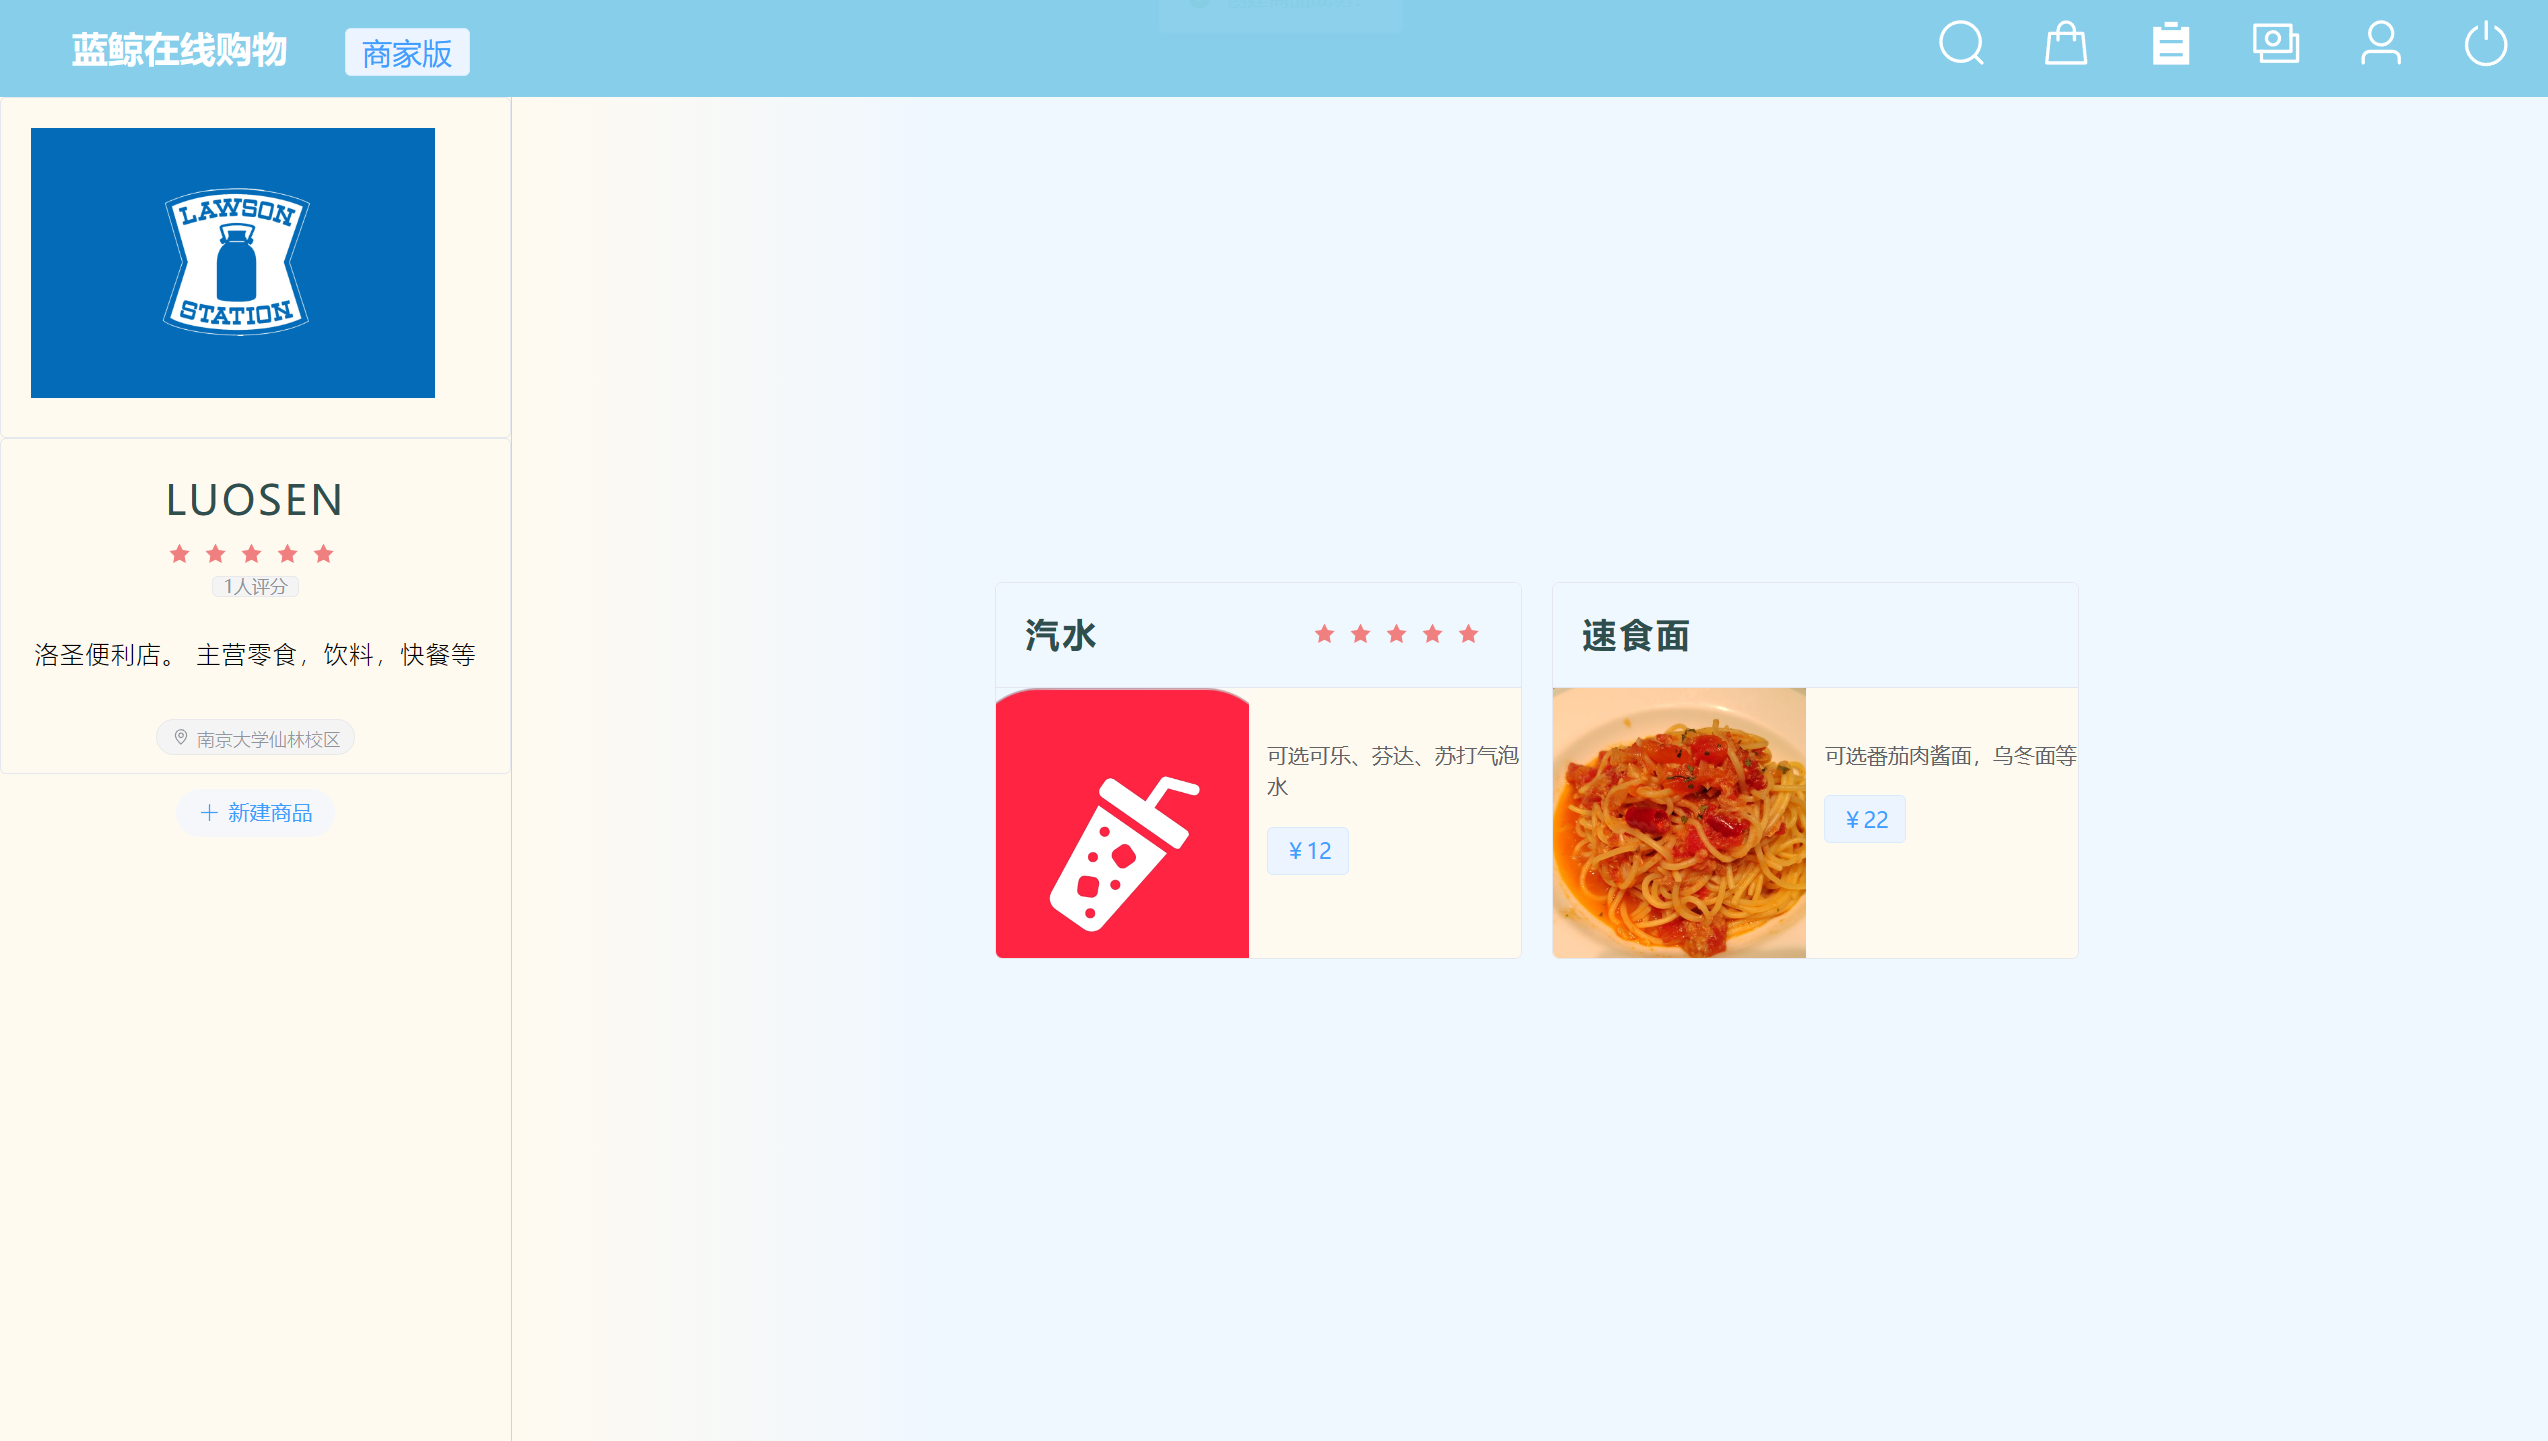 蓝鲸在线购物
商家版
LAWSON
STATION
LUOSEN
1人评分
洛圣便利店。 主营零食，饮料，快餐等
南京大学仙林校区
新建商品
汽水
可选可乐、芬达、苏打气泡
水
¥12
速食面
可选番茄肉酱面，乌冬面等
¥22